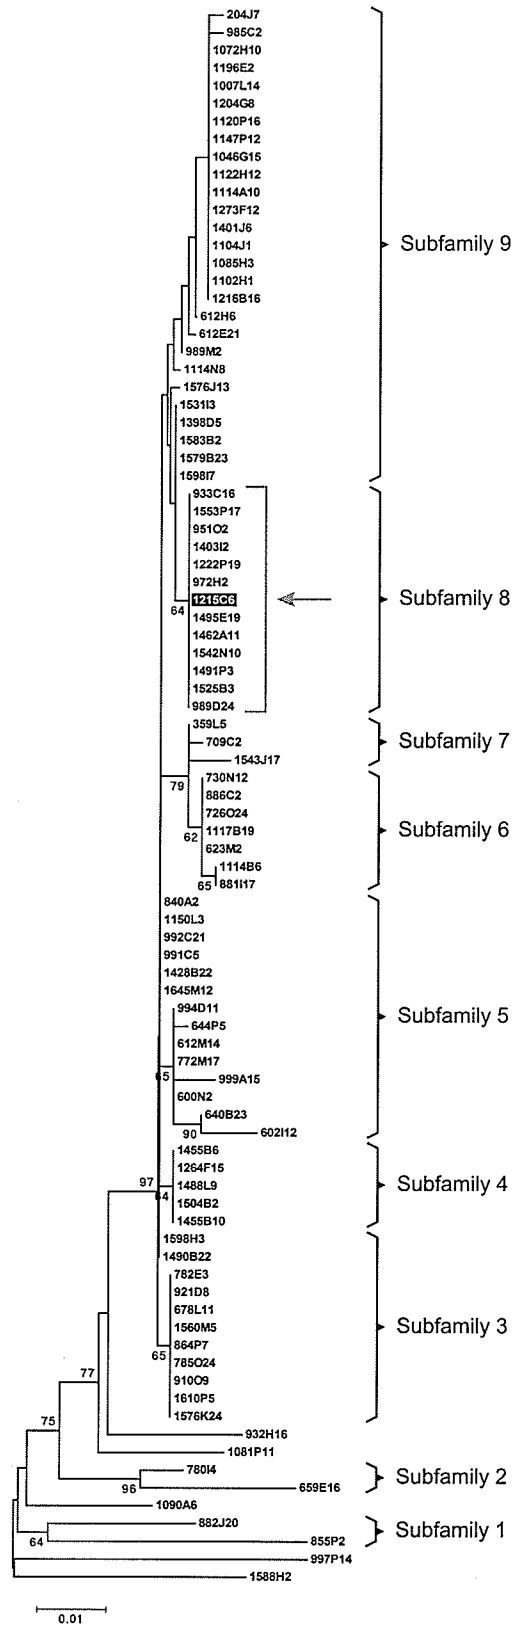 204J7
985C2
1072H10
1196E2
1007L14
1204G8
1120P16
1147P12
1046G15
1122H12
1114A10
1273F12
1401J6
1104J1
Subfamily 9
1085H3
1102H1
1216B16
612H6
612E21
989M2
1114N8
1576J13
1531I3
1398D5
1583B2
1579B23
1598I7
933C16
1553P17
951O2
1403I2
1222P19
972H2
1215C6
Subfamily 8
64
1495E19
1462A11
1542N10
1491P3
1525B3
989D24
359L5
709C2
Subfamily 7
1543J17
79
730N12
886C2
726O24
1117B19
Subfamily 6
62
623M2
1114B6
65
881I17
840A2
1150L3
992C21
991C5
1428B22
1645M12
994D11
Subfamily 5
644P5
612M14
772M17
65
999A15
600N2
640B23
90
602I12
1455B6
1264F15
97
1488L9
Subfamily 4
64
1504B2
1455B10
1598H3
1490B22
782E3
921D8
678L11
1560M5
Subfamily 3
864P7
65
785O24
910O9
77
1610P5
1576K24
75
932H16
1081P11
780I4
Subfamily 2
96
659E16
1090A6
882J20
Subfamily 1
64
855P2
997P14
1588H2
0.01